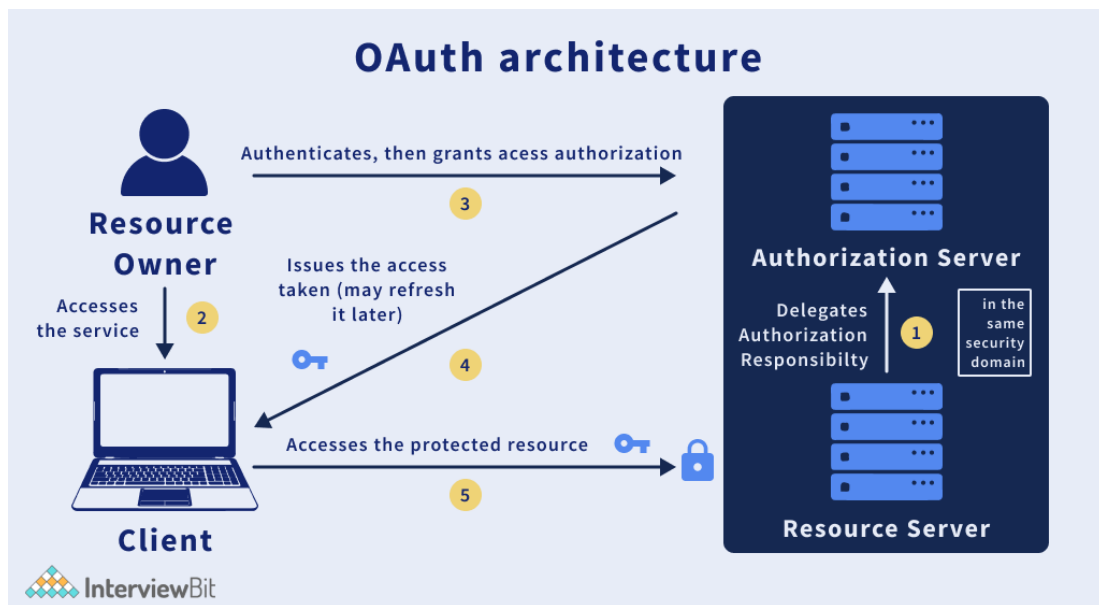 OAuth architecture
Authenticates, then grants acess authorization
3
Resource
Owner
Authorization Server
Issues the access
taken (may refresh
it later)
Accesses
the service
2
4
Delegates
Authorization
Responsibilty
1
in the
same
security
domain
Accesses the protected resource
5
Client
Resource Server
InterviewBit